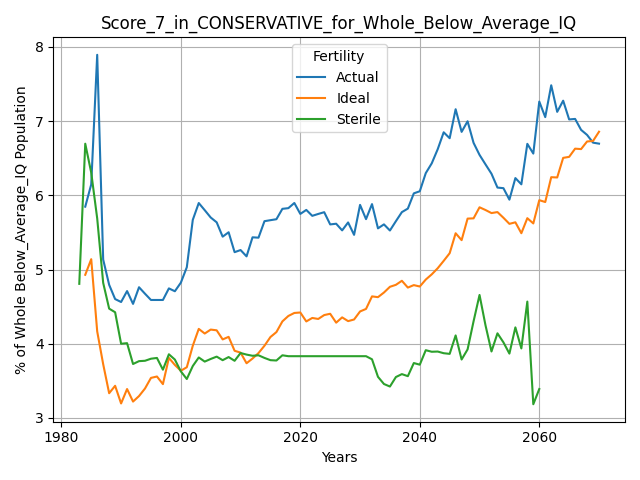 Score_7_in_CONSERVATIVE_for_Whole_Below_Average_IQ
% of Whole Below_Average_IQ Population
8
7
6
5
4
3
Fertility
Actual
Ideal
Sterile
1980
2000
2020
2040
2060
Years